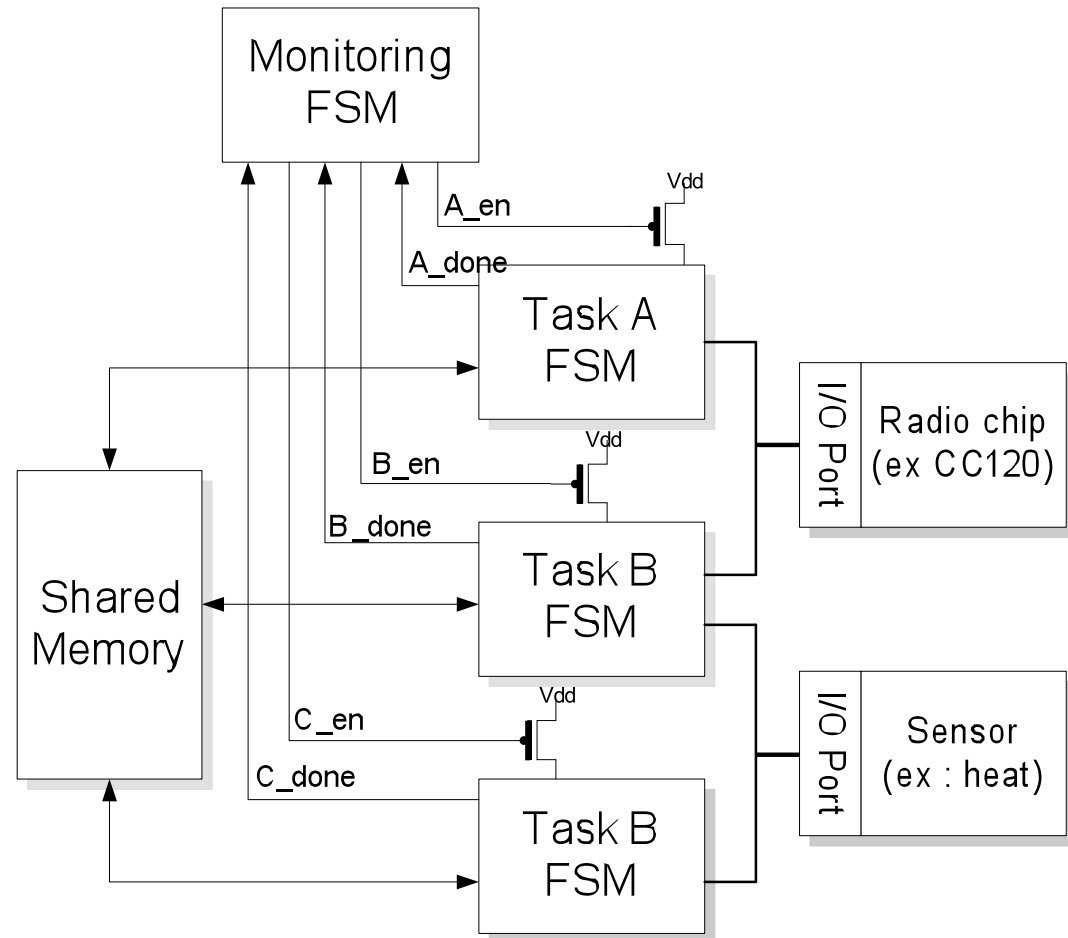 Monitoring
FSM
Vdd
A_en
A_done
Task A
FSM
I/O Port
Radio chip
(ex CC120)
Vdd
B_en
B_done
Task B
FSM
Shared
Memory
I/O Port
Sensor
(ex : heat)
Vdd
C_en
C_done
Task B
FSM